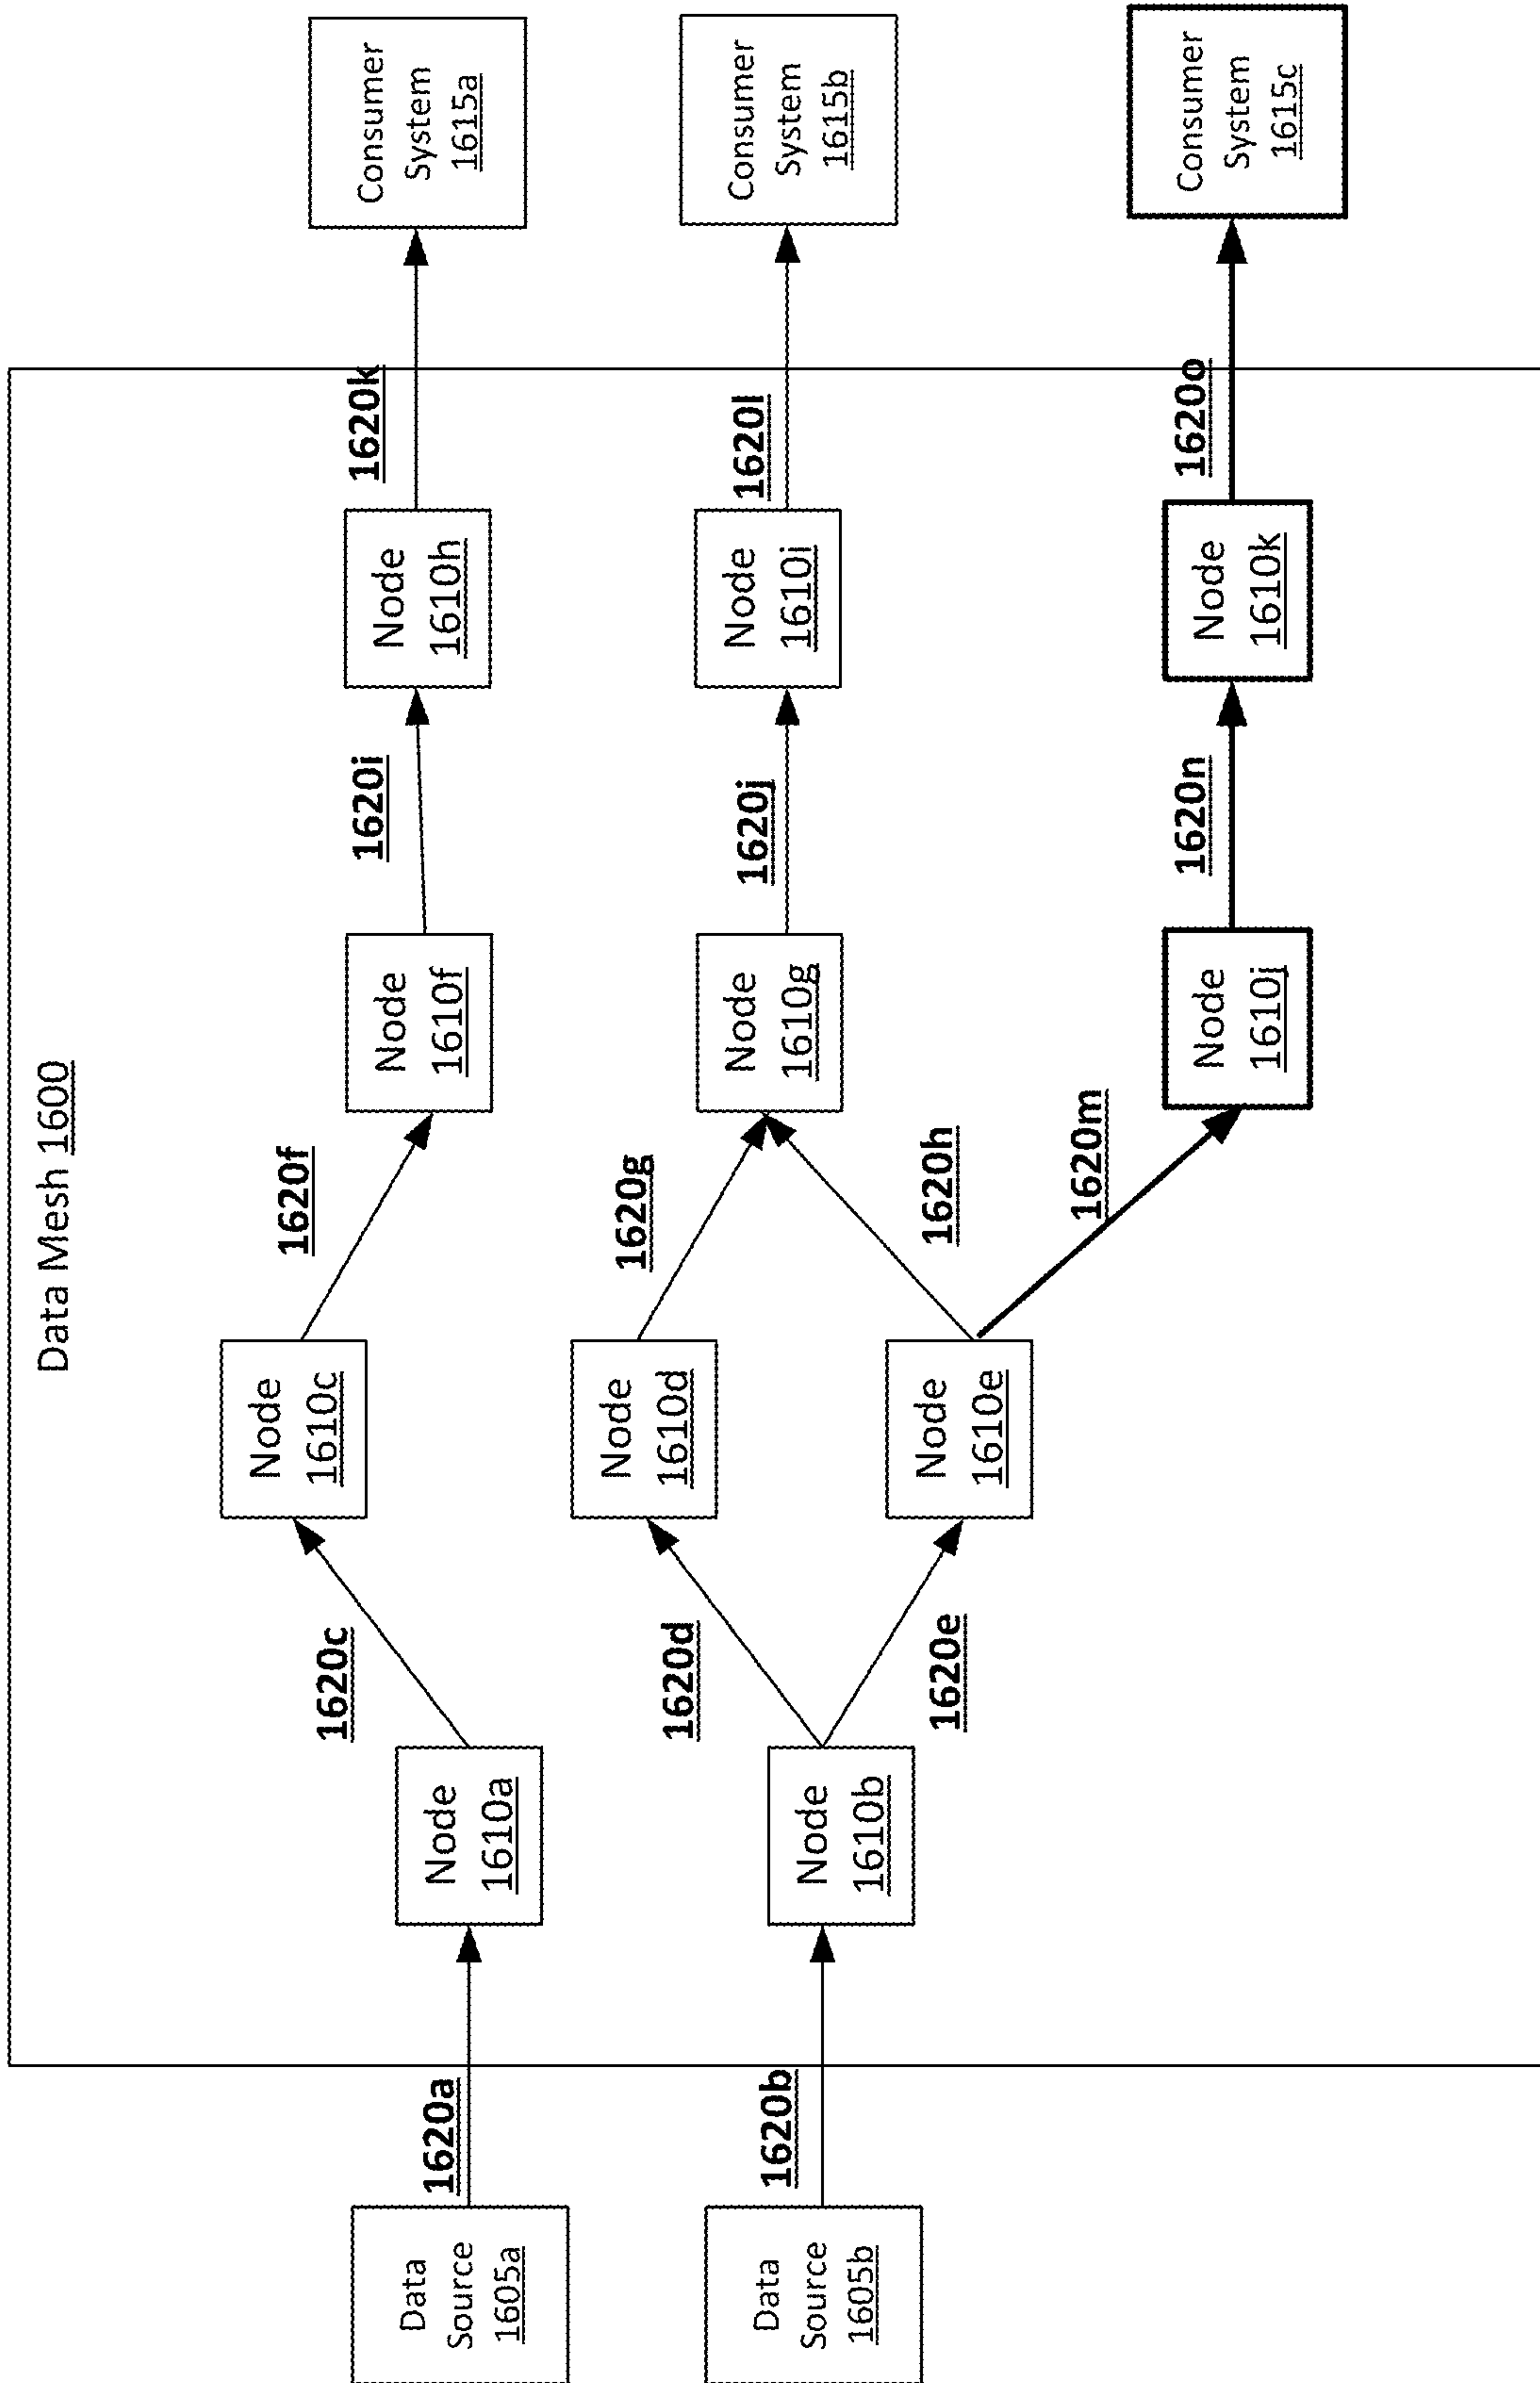 Data Mesh 1600
Data
Source
1605a
1620a
Node
1610a
1620c
Node
1610c
1620f
Node
1610f
1620i
Node
1610h
1620k
Consumer
System
1615a
Data
Source
1605b
1620b
Node
1610b
1620d
Node
1610d
1620g
Node
1610g
1620j
Node
1610i
1620l
Consumer
System
1615b
1620e
Node
1610e
1620h
1620m
Node
1610j
1620n
Node
1610k
1620o
Consumer
System
1615c